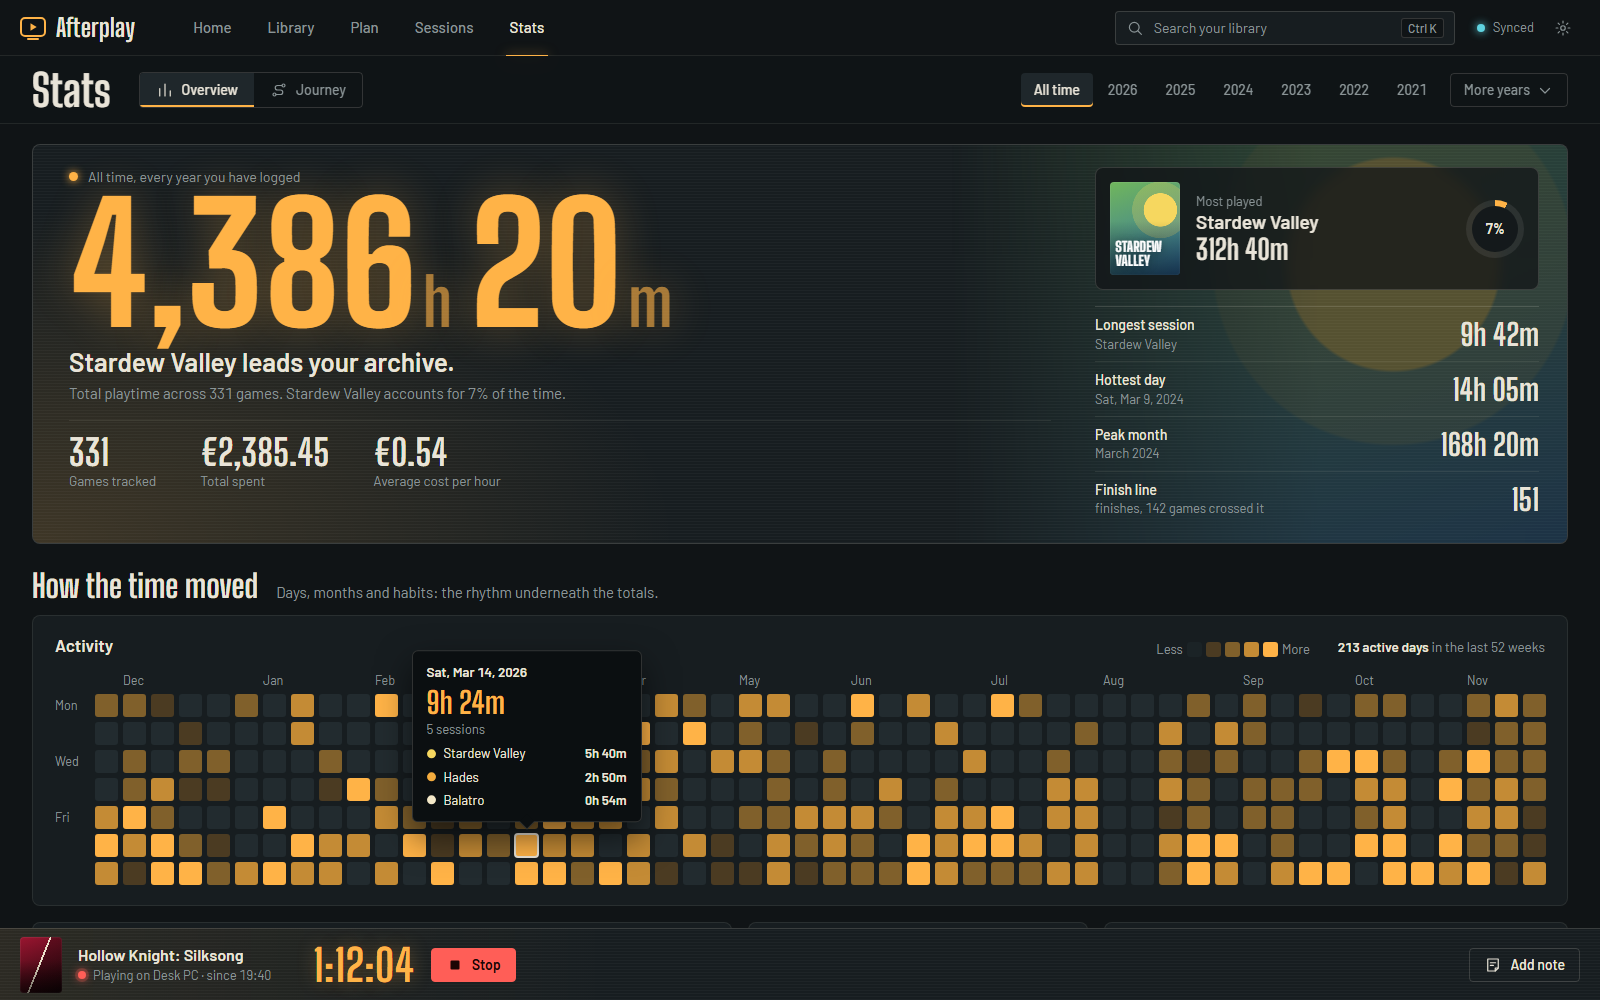 Afterplay
Home
Library
Plan
Sessions
Stats
Search your library
Ctrl K
Synced
Stats
Overview
Journey
All time
2026
2025
2024
2023
2022
2021
More years
All time, every year you have logged
4,386h 20m
Stardew Valley leads your archive.
Total playtime across 331 games. Stardew Valley accounts for 7% of the time.
331
Games tracked
€2,385.45
Total spent
€0.54
Average cost per hour
STARDEW
VALLEY
Most played
Stardew Valley
312h 40m
7%
Longest session
Stardew Valley
9h 42m
Hottest day
Sat, Mar 9, 2024
14h 05m
Peak month
March 2024
168h 20m
Finish line
finishes, 142 games crossed it
151
How the time moved
Days, months and habits: the rhythm underneath the totals.
Activity
Less
More
213 active days in the last 52 weeks
Dec
Jan
Feb
May
Jun
Jul
Aug
Sep
Oct
Nov
Mon
Wed
Fri
Sat, Mar 14, 2026
9h 24m
5 sessions
Stardew Valley 5h 40m
Hades 2h 50m
Balatro 0h 54m
Hollow Knight: Silksong
Playing on Desk PC · since 19:40
1:12:04
Stop
Add note